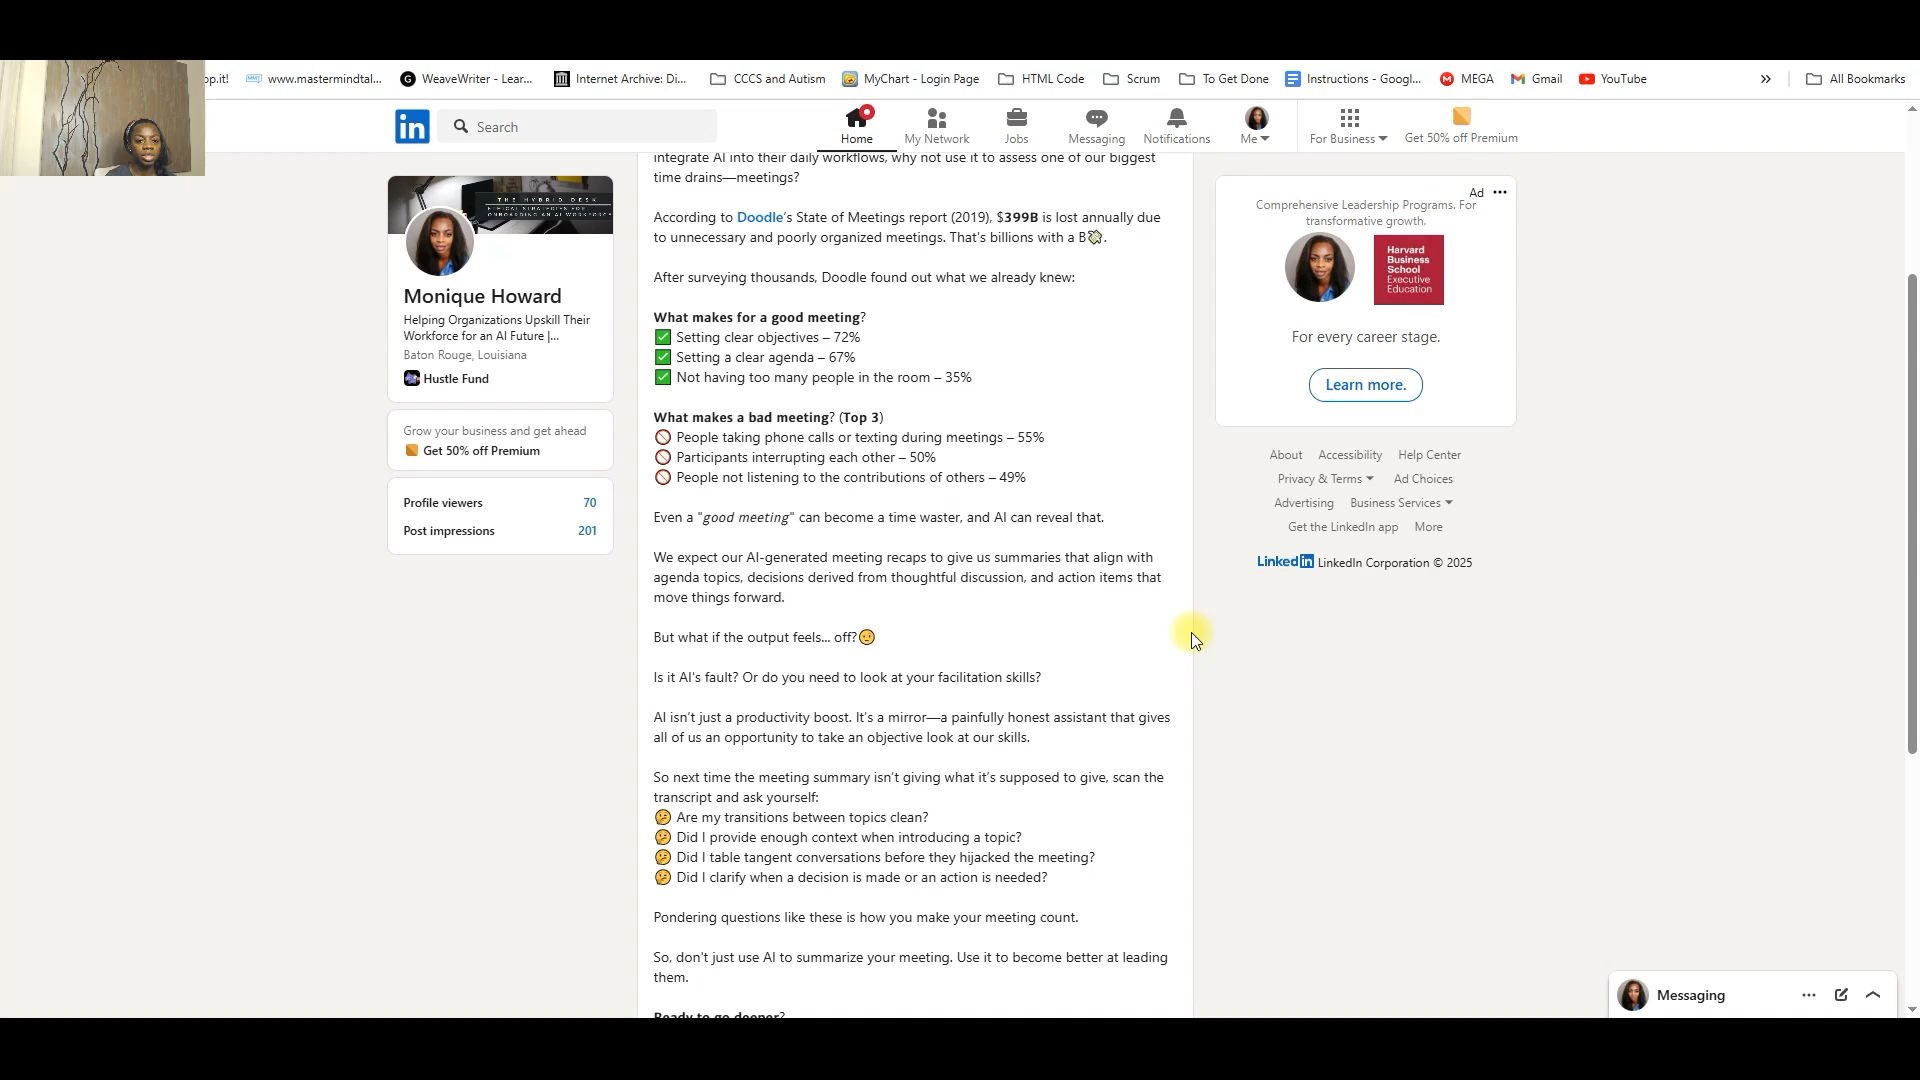 op.it!
www.mastermindtal...
WeaveWriter - Lear...
Internet Archive: Di...
CCCS and Autism
MyChart - Login Page
HTML Code
Scrum
To Get Done
Instructions - Googl...
MEGA
Gmail
YouTube
All Bookmarks
in
Search
Home
My Network
Jobs
Messaging
Notifications
Me
For Business
Get 50% off Premium
THE HYBRID DESK
ETHICAL STRATEGIES FOR
ONBOARDING AN AI WORKFORCE
Monique Howard
Helping Organizations Upskill Their
Workforce for an AI Future |...
Baton Rouge, Louisiana
Hustle Fund
Grow your business and get ahead
Get 50% off Premium
Profile viewers 70
Post impressions 201
integrate AI into their daily workflows, why not use it to assess one of our biggest
time drains—meetings?
According to Doodle’s State of Meetings report (2019), $399B is lost annually due
to unnecessary and poorly organized meetings. That's billions with a B💸.
After surveying thousands, Doodle found out what we already knew:
What makes for a good meeting?
✅ Setting clear objectives – 72%
✅ Setting a clear agenda – 67%
✅ Not having too many people in the room – 35%
What makes a bad meeting? (Top 3)
🚫 People taking phone calls or texting during meetings – 55%
🚫 Participants interrupting each other – 50%
🚫 People not listening to the contributions of others – 49%
Even a "good meeting" can become a time waster, and AI can reveal that.
We expect our AI-generated meeting recaps to give us summaries that align with
agenda topics, decisions derived from thoughtful discussion, and action items that
move things forward.
But what if the output feels... off?🫤
Is it AI's fault? Or do you need to look at your facilitation skills?
AI isn’t just a productivity boost. It’s a mirror—a painfully honest assistant that gives
all of us an opportunity to take an objective look at our skills.
So next time the meeting summary isn’t giving what it’s supposed to give, scan the
transcript and ask yourself:
🤔 Are my transitions between topics clean?
🤔 Did I provide enough context when introducing a topic?
🤔 Did I table tangent conversations before they hijacked the meeting?
🤔 Did I clarify when a decision is made or an action is needed?
Pondering questions like these is how you make your meeting count.
So, don't just use AI to summarize your meeting. Use it to become better at leading
them.
Ready to go deeper?
Ad
Comprehensive Leadership Programs. For
transformative growth.
Harvard
Business
School
Executive
Education
For every career stage.
Learn more.
About Accessibility Help Center
Privacy & Terms Ad Choices
Advertising Business Services
Get the LinkedIn app More
LinkedIn LinkedIn Corporation © 2025
Messaging